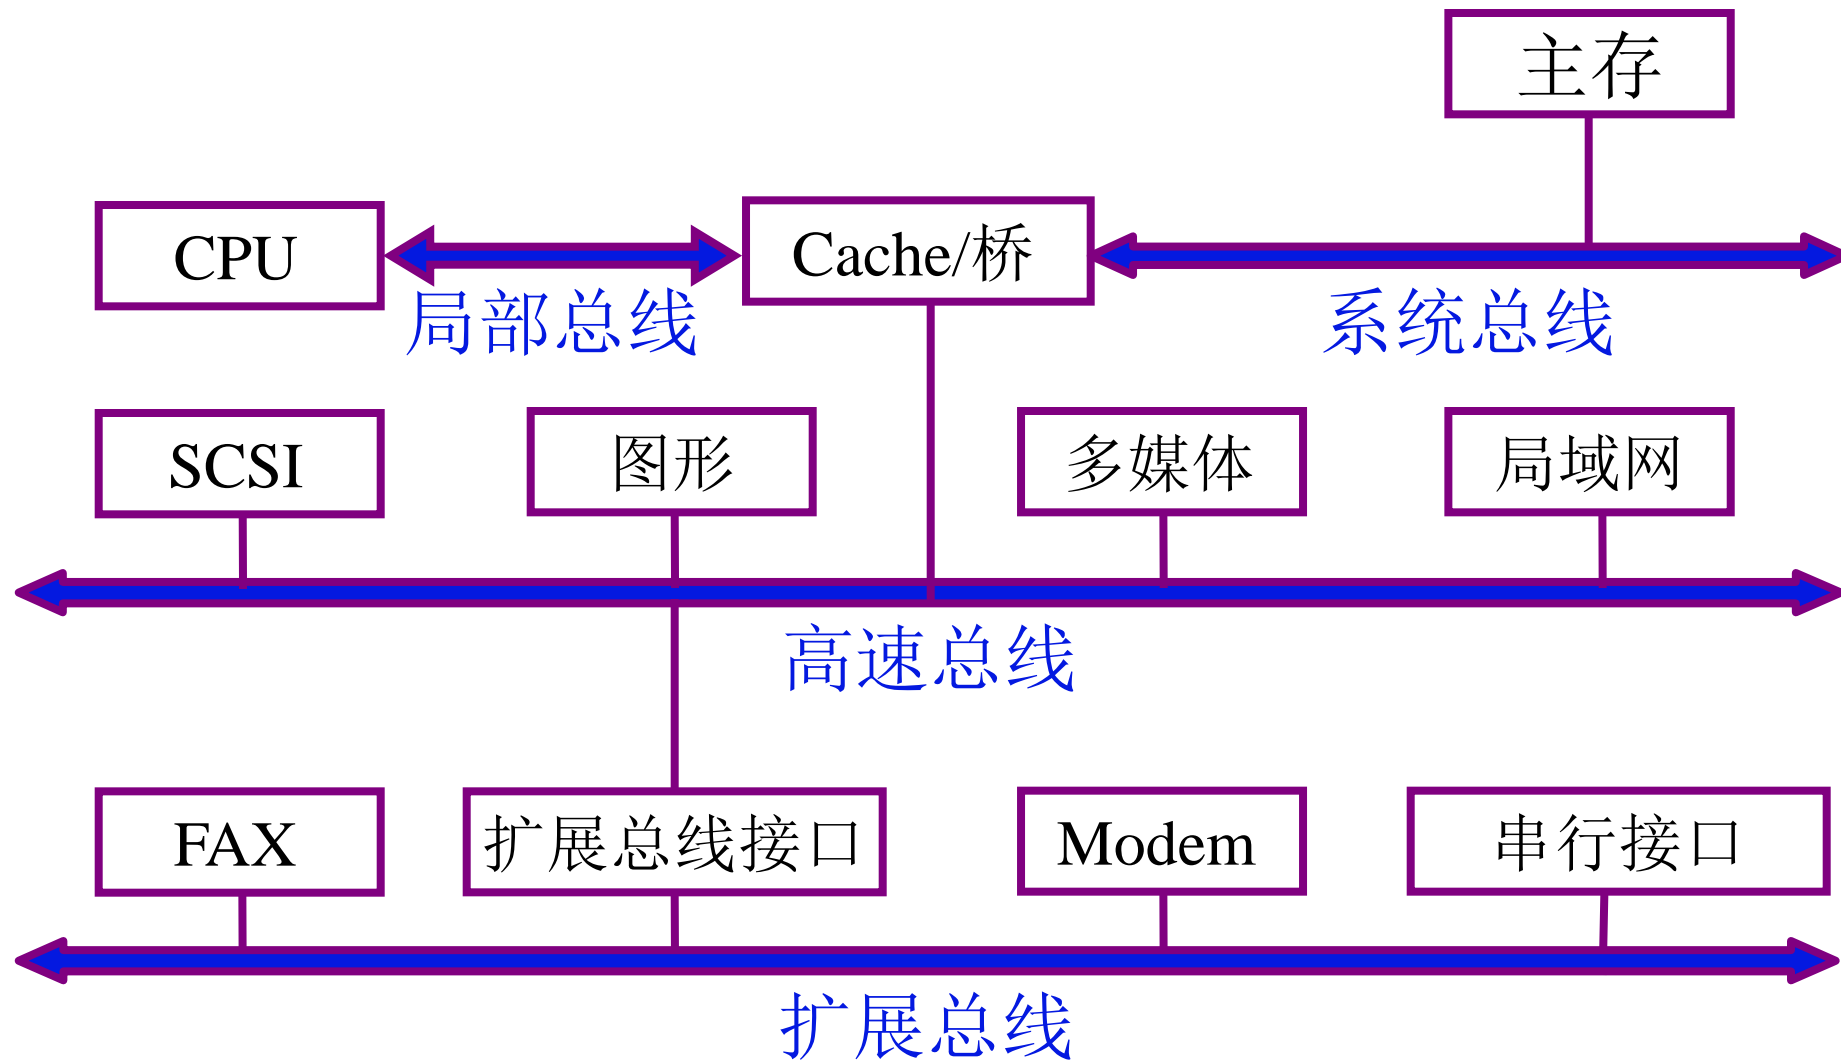 主存
CPU
Cache/桥
局部总线
系统总线
SCSI
图形
多媒体
局域网
高速总线
FAX
扩展总线接口
Modem
串行接口
扩展总线